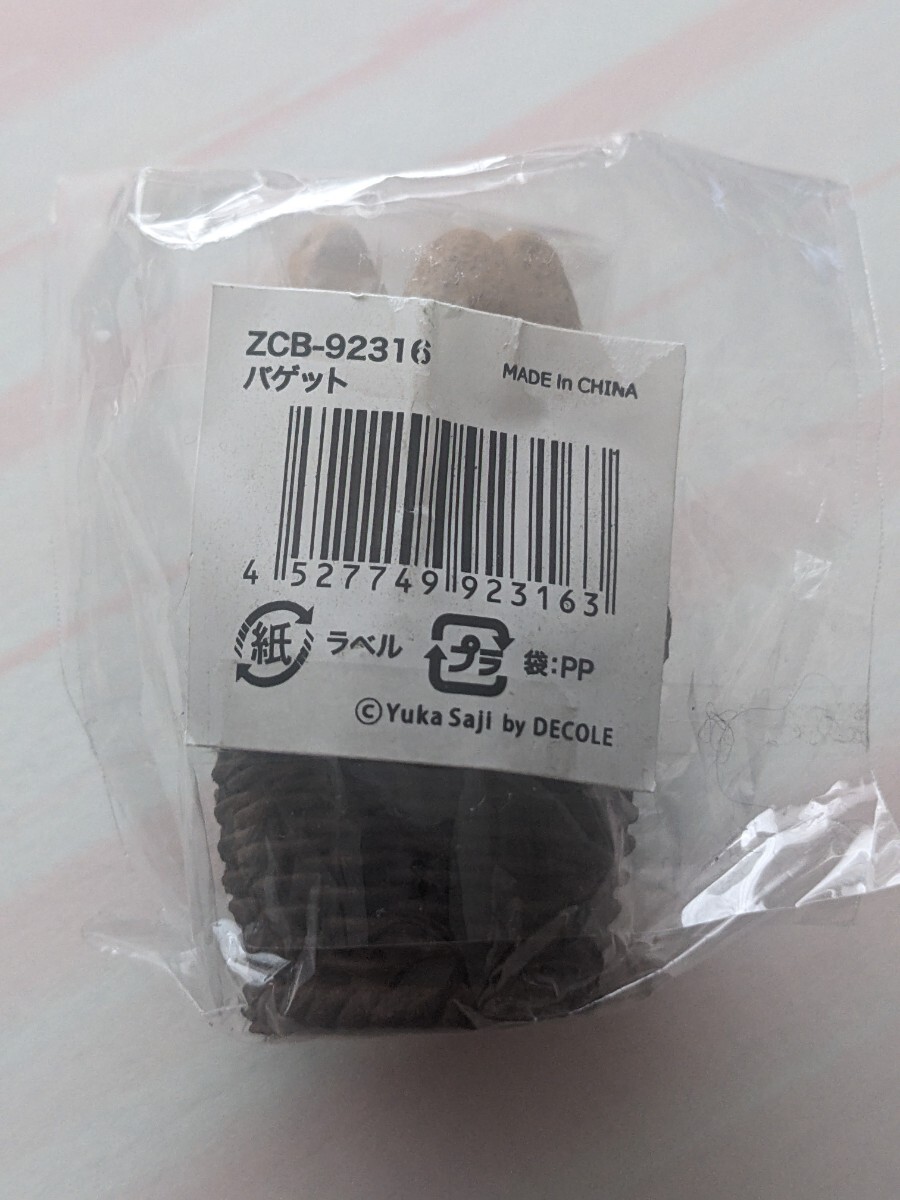 ZCB-92316
バゲット
MADE in CHINA
4 527749 923163
紙 ラベル プラ 袋:PP
©Yuka Saji by DECOLE